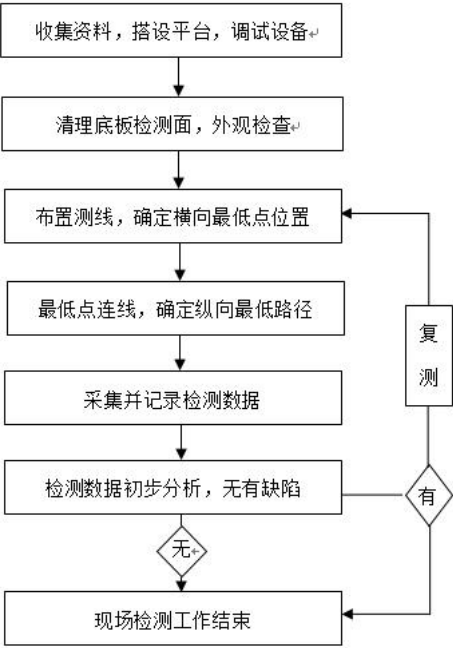 收集资料，搭设平台，调试设备
清理底板检测面，外观检查
布置测线，确定横向最低点位置
最低点连线，确定纵向最低路径
复
测
采集并记录检测数据
检测数据初步分析，无有缺陷
有
无
现场检测工作结束